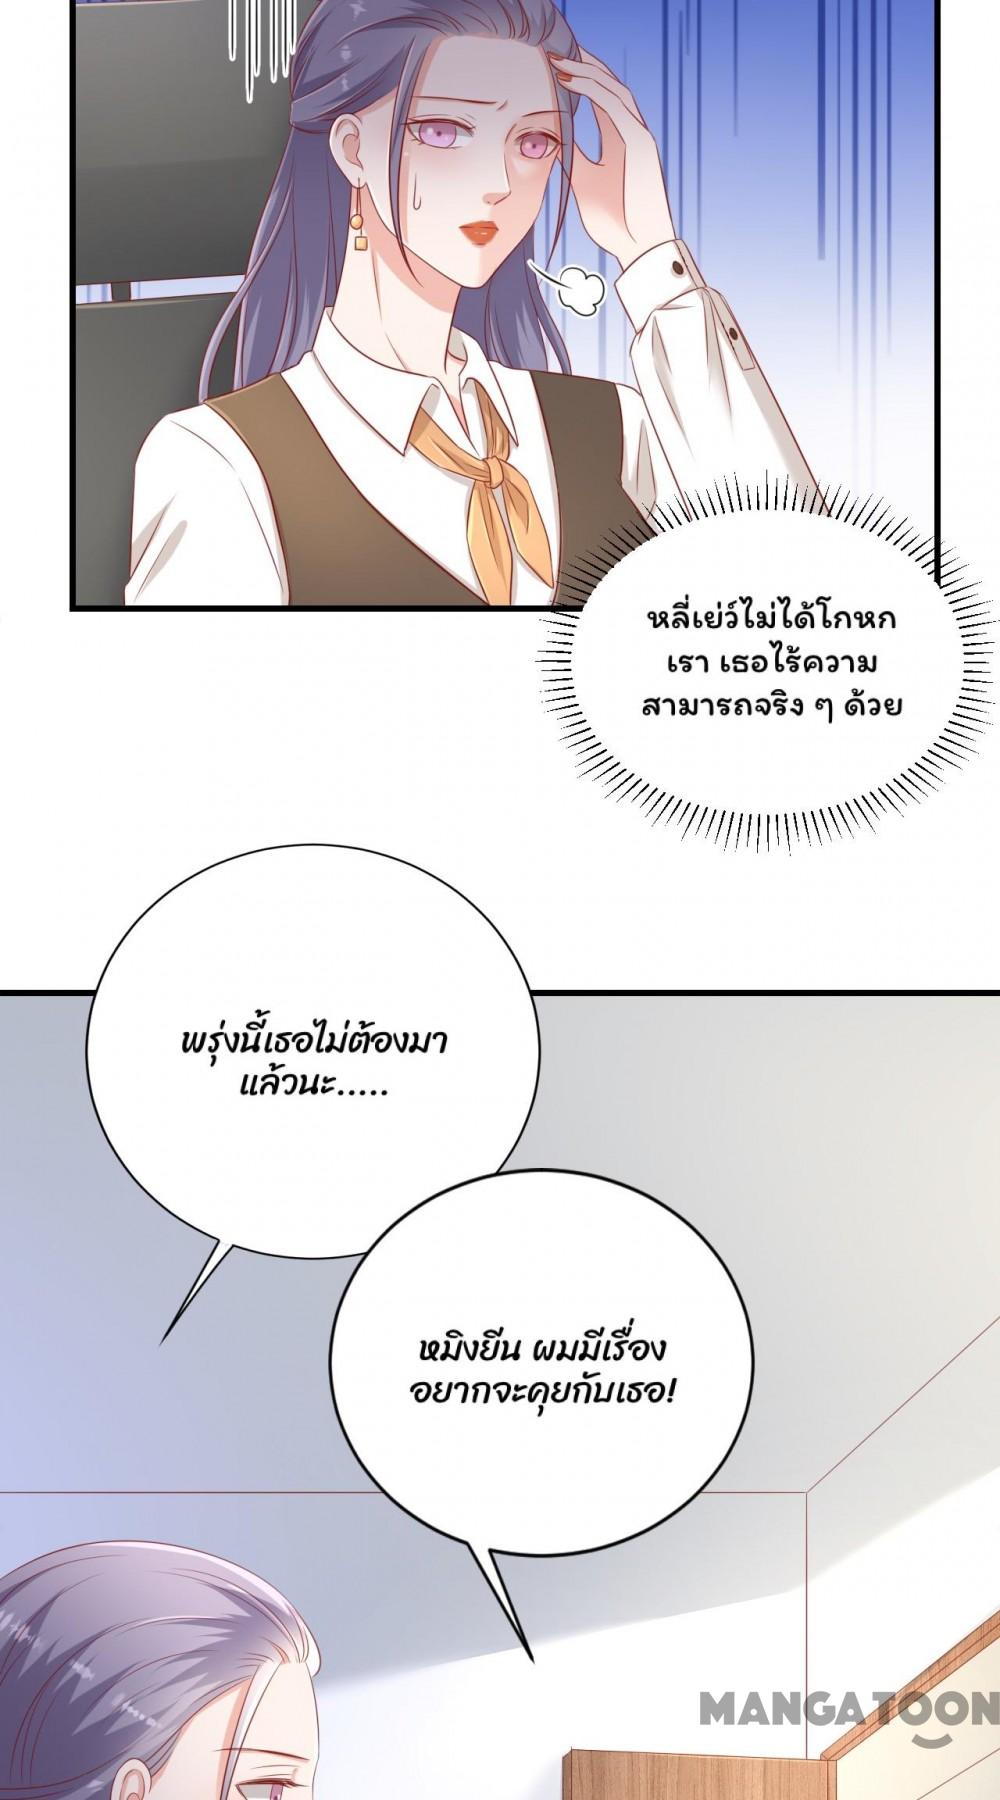 หลี่เย่ว์ไม่ได้โกหก
เรา เธอไร้ความ
สามารถจริง ๆ ด้วย
พรุ่งนี้เธอไม่ต้องมา
แล้วนะ.....
หมิงยีน ผมมีเรื่อง
อยากจะคุยกับเธอ!
MANGATOON